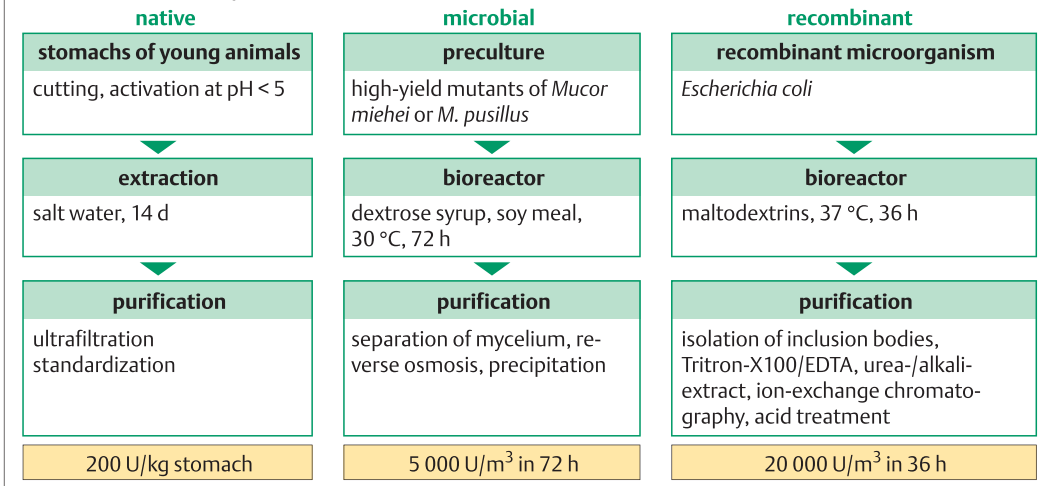 native
stomachs of young animals
cutting, activation at pH < 5
extraction
salt water, 14 d
purification
ultrafiltration
standardization
200 U/kg stomach
microbial
preculture
high-yield mutants of Mucor
miehei or M. pusillus
bioreactor
dextrose syrup, soy meal,
30 °C, 72 h
purification
separation of mycelium, re-
verse osmosis, precipitation
5 000 U/m³ in 72 h
recombinant
recombinant microorganism
Escherichia coli
bioreactor
maltodextrins, 37 °C, 36 h
purification
isolation of inclusion bodies,
Tritron-X100/EDTA, urea-/alkali-
extract, ion-exchange chromato-
graphy, acid treatment
20 000 U/m³ in 36 h